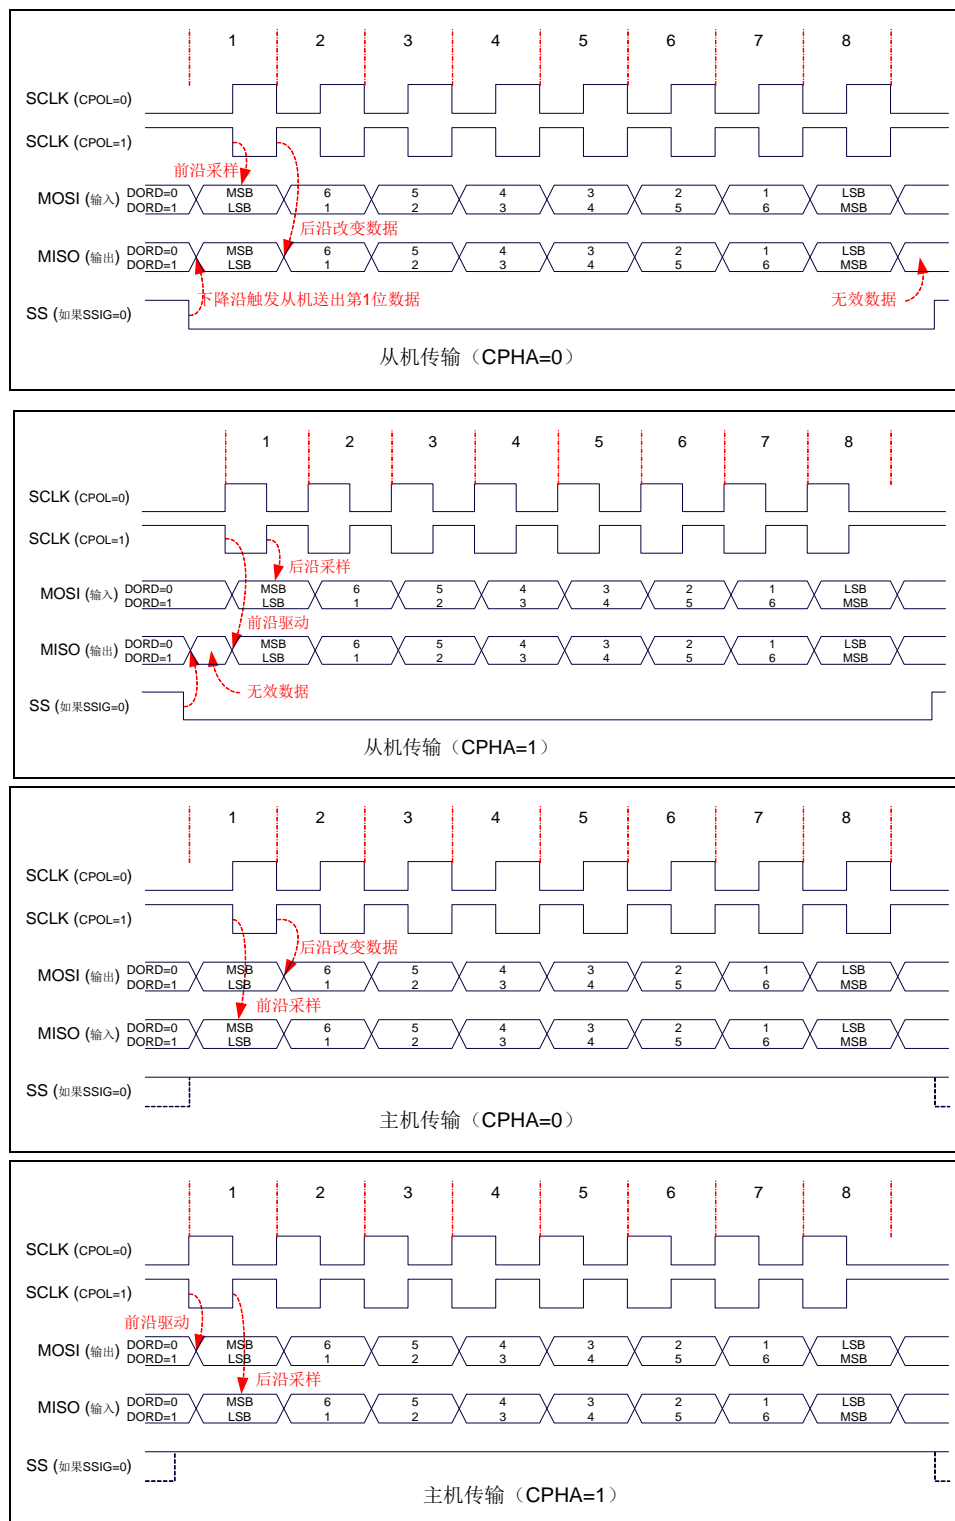 1 2 3 4 5 6 7 8
SCLK (CPOL=0)
SCLK (CPOL=1)
前沿采样
MOSI (输入) DORD=0 MSB 6 5 4 3 2 1 LSB
DORD=1 LSB 1 2 3 4 5 6 MSB
后沿改变数据
MISO (输出) DORD=0 MSB 6 5 4 3 2 1 LSB
DORD=1 LSB 1 2 3 4 5 6 MSB
下降沿触发从机送出第1位数据 无效数据
SS (如果SSIG=0)
从机传输（CPHA=0）
1 2 3 4 5 6 7 8
SCLK (CPOL=0)
SCLK (CPOL=1)
后沿采样
MOSI (输入) DORD=0 MSB 6 5 4 3 2 1 LSB
DORD=1 LSB 1 2 3 4 5 6 MSB
前沿驱动
MISO (输出) DORD=0 MSB 6 5 4 3 2 1 LSB
DORD=1 LSB 1 2 3 4 5 6 MSB
无效数据
SS (如果SSIG=0)
从机传输（CPHA=1）
1 2 3 4 5 6 7 8
SCLK (CPOL=0)
SCLK (CPOL=1)
后沿改变数据
MOSI (输出) DORD=0 MSB 6 5 4 3 2 1 LSB
DORD=1 LSB 1 2 3 4 5 6 MSB
前沿采样
MISO (输入) DORD=0 MSB 6 5 4 3 2 1 LSB
DORD=1 LSB 1 2 3 4 5 6 MSB
SS (如果SSIG=0)
主机传输（CPHA=0）
1 2 3 4 5 6 7 8
SCLK (CPOL=0)
SCLK (CPOL=1)
前沿驱动
MOSI (输出) DORD=0 MSB 6 5 4 3 2 1 LSB
DORD=1 LSB 1 2 3 4 5 6 MSB
后沿采样
MISO (输入) DORD=0 MSB 6 5 4 3 2 1 LSB
DORD=1 LSB 1 2 3 4 5 6 MSB
SS (如果SSIG=0)
主机传输（CPHA=1）